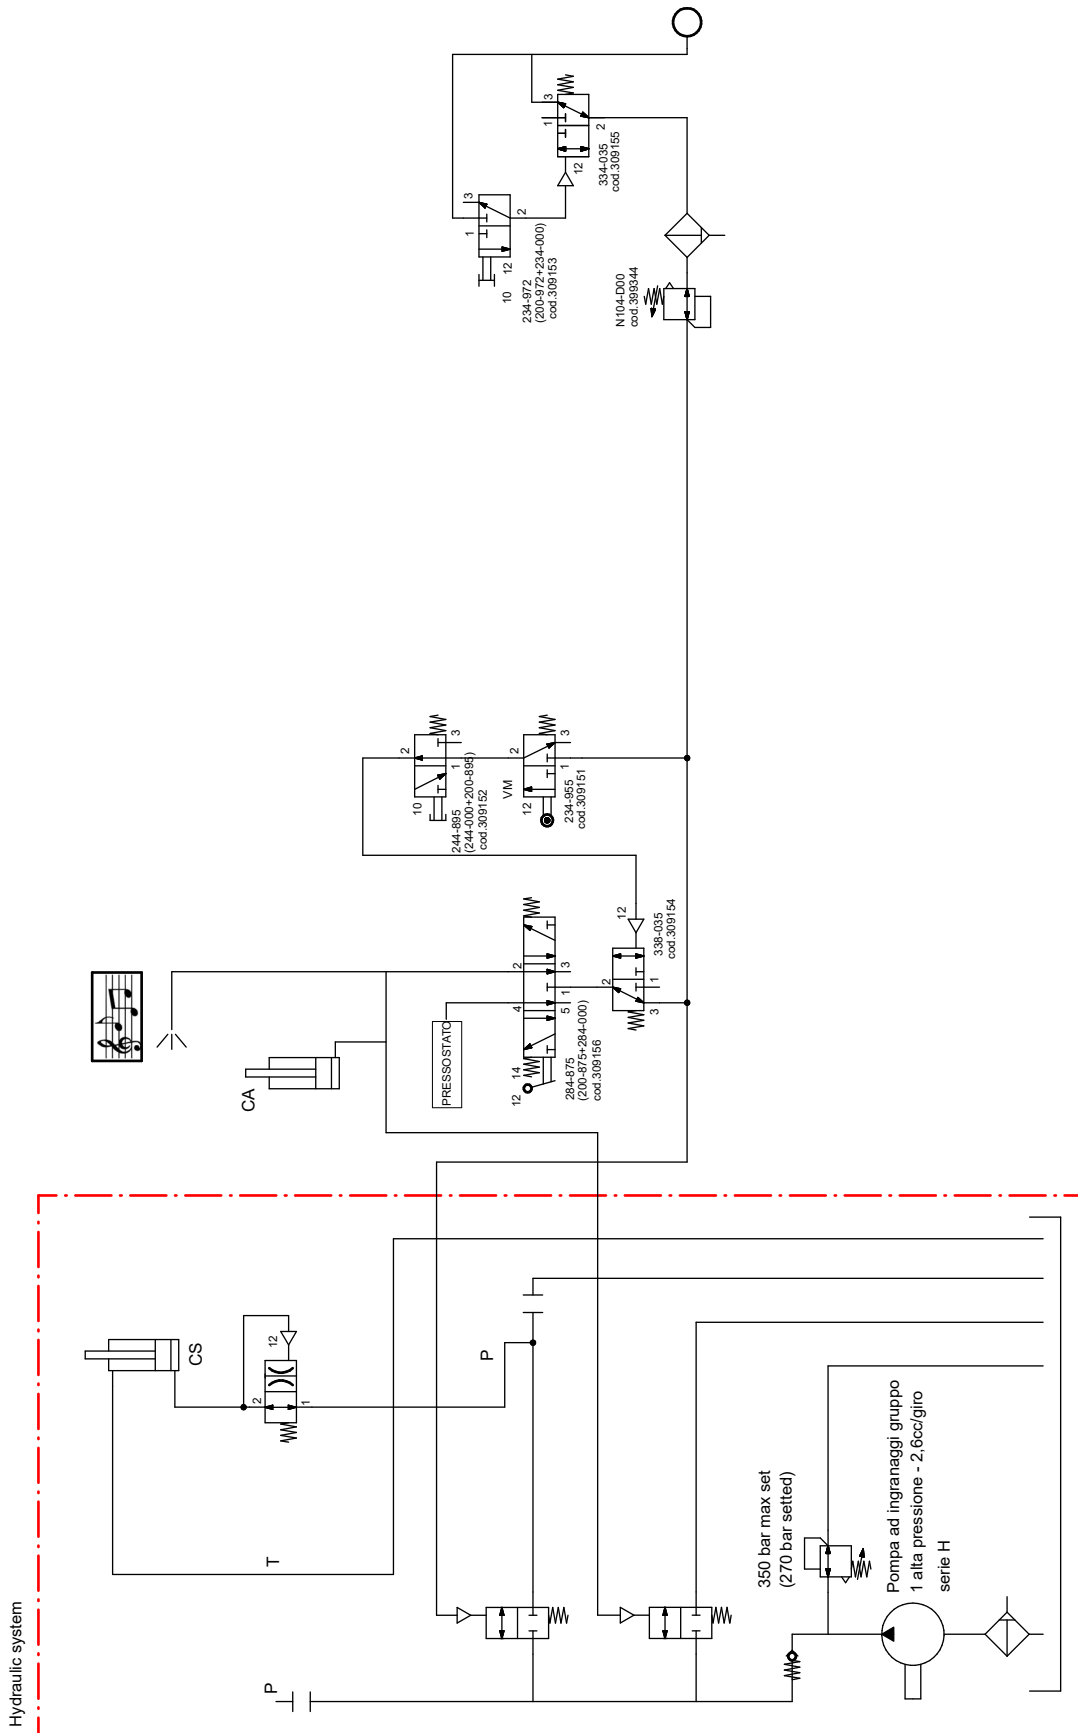 3
1
2
12
334-035
cod.309155
3
1
2
12
10
234-972
(200-972+234-000)
cod.309153
N104-D00
cod.399344
2
3
1
10
244-895
(244-000+200-895)
cod.309152
2
3
1
VM
12
234-955
cod.309151
12
338-035
cod.309154
2
1
3
2
3
1
4
5
14
12
284-875
(200-875+284-000)
cod.309156
PRESSOSTATO
CA
CS
12
2
1
P
T
350 bar max set
(270 bar setted)
Pompa ad ingranaggi gruppo
1 alta pressione - 2,6cc/giro
serie H
P
Hydraulic system